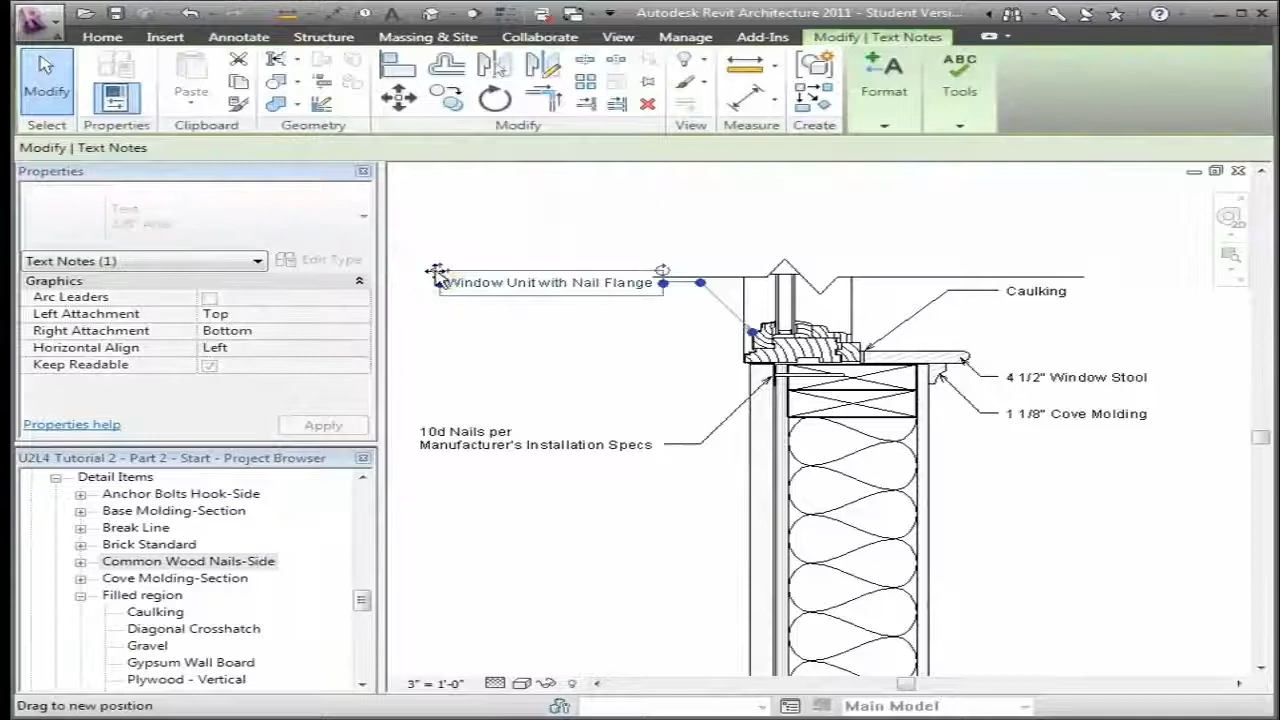 Autodesk Revit Architecture 2011 - Student Versi...
Home Insert Annotate Structure Massing & Site Collaborate View Manage Add-Ins Modify | Text Notes
Modify Paste Format ABC Tools
Select Properties Clipboard Geometry Modify View Measure Create
Modify | Text Notes
Properties
Text
Text Notes (1) Edit Type
Graphics
Arc Leaders
Left Attachment Top
Right Attachment Bottom
Horizontal Align Left
Keep Readable
Properties help Apply
U2L4 Tutorial 2 - Part 2 - Start - Project Browser
Detail Items
Anchor Bolts Hook-Side
Base Molding-Section
Break Line
Brick Standard
Common Wood Nails-Side
Cove Molding-Section
Filled region
Caulking
Diagonal Crosshatch
Gravel
Gypsum Wall Board
Plywood - Vertical
Window Unit with Nail Flange
Caulking
4 1/2" Window Stool
1 1/8" Cove Molding
10d Nails per
Manufacturer's Installation Specs
2D
3" = 1'-0"
Drag to new position
Main Model